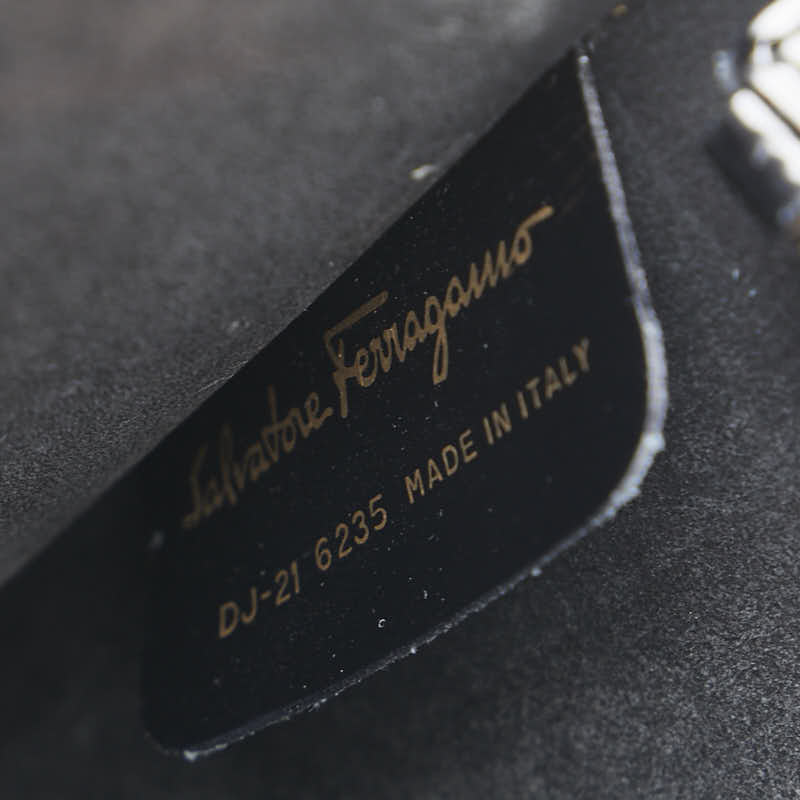 Salvatore Ferragamo
DJ-21 6235 MADE IN ITALY